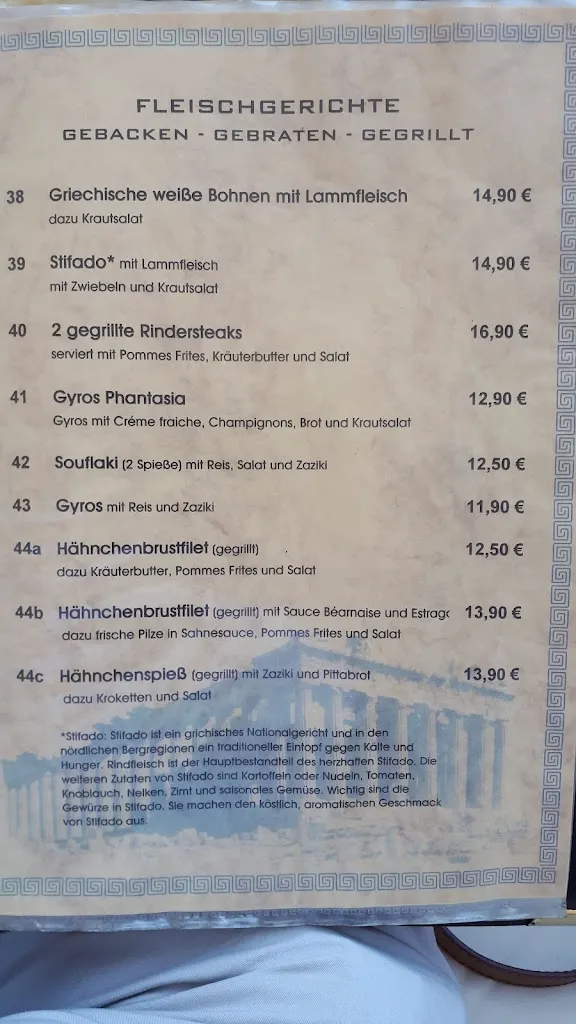 FLEISCHGERICHTE
GEBACKEN - GEBRATEN - GEGRILLT
38 Griechische weiße Bohnen mit Lammfleisch 14,90 €
dazu Krautsalat
39 Stifado* mit Lammfleisch 14,90 €
mit Zwiebeln und Krautsalat
40 2 gegrillte Rindersteaks 16,90 €
serviert mit Pommes Frites, Kräuterbutter und Salat
41 Gyros Phantasia 12,90 €
Gyros mit Créme fraiche, Champignons, Brot und Krautsalat
42 Souflaki (2 Spieße) mit Reis, Salat und Zaziki 12,50 €
43 Gyros mit Reis und Zaziki 11,90 €
44a Hähnchenbrustfilet (gegrillt) 12,50 €
dazu Kräuterbutter, Pommes Frites und Salat
44b Hähnchenbrustfilet (gegrillt) mit Sauce Béarnaise und Estrago 13,90 €
dazu frische Pilze in Sahnesauce, Pommes Frites und Salat
44c Hähnchenspieß (gegrillt) mit Zaziki und Pittabrot 13,90 €
dazu Kroketten und Salat
*Stifado: Stifado ist ein grichisches Nationalgericht und in den
nördlichen Bergregionen ein traditioneller Eintopf gegen Kälte und
Hunger. Rindfleisch ist der Hauptbestandteil des herzhaften Stifado. Die
weiteren Zutaten von Stifado sind Kartoffeln oder Nudeln, Tomaten,
Knoblauch, Nelken, Zimt und saisonales Gemüse. Wichtig sind die
Gewürze in Stifado. Sie machen den köstlich, aromatischen Geschmack
von Stifado aus.